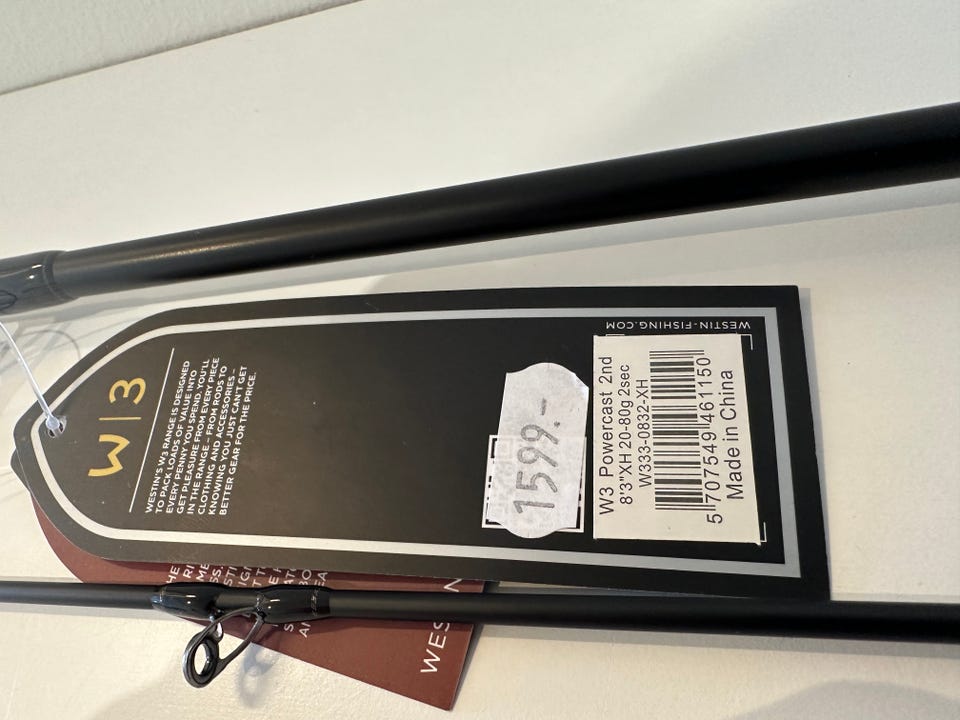 W|3
WESTIN'S W3 RANGE IS DESIGNED
TO PACK LOADS OF VALUE INTO
EVERY PENNY YOU SPEND. YOU'LL
GET PLEASURE FROM EVERY PIECE
IN THE RANGE – FROM RODS TO
CLOTHING AND ACCESSORIES –
KNOWING YOU JUST CAN'T GET
BETTER GEAR FOR THE PRICE.
1599.-
W3 Powercast 2nd
8'3"XH 20-80g 2sec
W333-0832-XH
5 707549 461150
Made in China
WESTIN-FISHING.COM